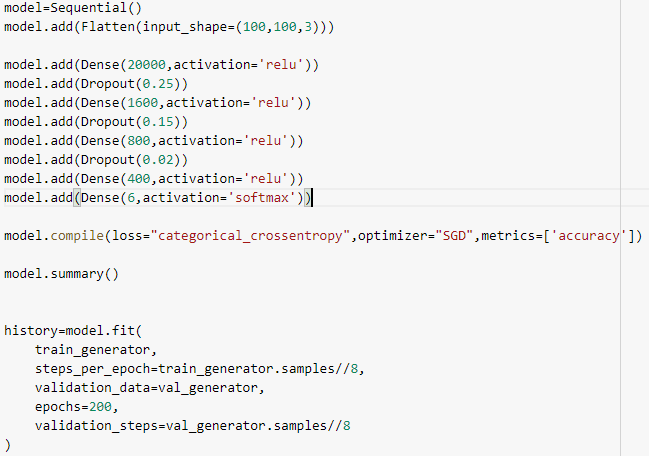 model=Sequential()
model.add(Flatten(input_shape=(100,100,3)))
model.add(Dense(20000,activation='relu'))
model.add(Dropout(0.25))
model.add(Dense(1600,activation='relu'))
model.add(Dropout(0.15))
model.add(Dense(800,activation='relu'))
model.add(Dropout(0.02))
model.add(Dense(400,activation='relu'))
model.add(Dense(6,activation='softmax'))
model.compile(loss="categorical_crossentropy",optimizer="SGD",metrics=['accuracy'])
model.summary()
history=model.fit(
    train_generator,
    steps_per_epoch=train_generator.samples//8,
    validation_data=val_generator,
    epochs=200,
    validation_steps=val_generator.samples//8
)